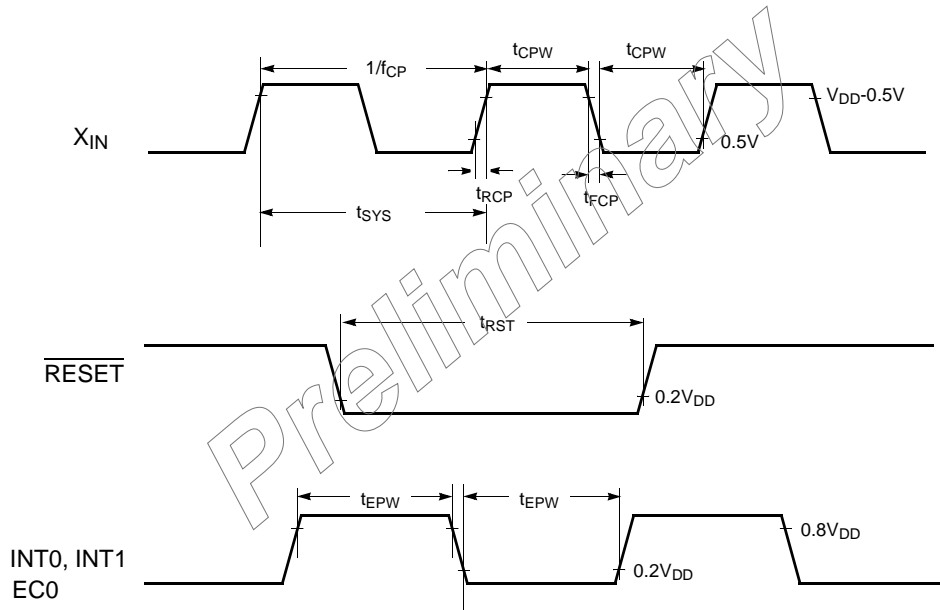 tCPW tCPW
1/fCP
VDD-0.5V
XIN
0.5V
tRCP tFCP
tSYS
tRST
RESET
0.2VDD
tEPW tEPW
0.8VDD
INT0, INT1
EC0
0.2VDD
Preliminary